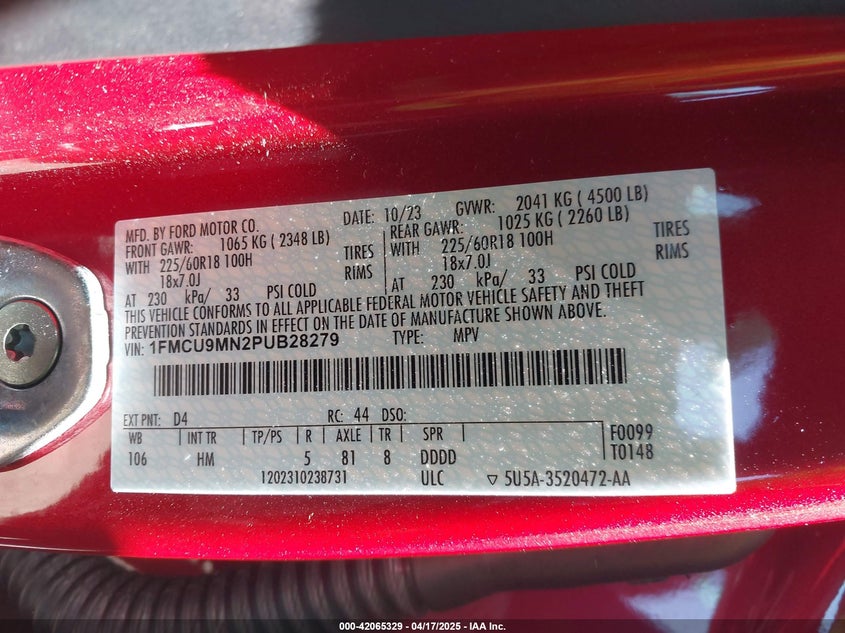 MFD. BY FORD MOTOR CO. DATE: 10/23 GVWR: 2041 KG ( 4500 LB)
FRONT GAWR: 1065 KG ( 2348 LB) REAR GAWR: 1025 KG ( 2260 LB)
WITH 225/60R18 100H TIRES WITH 225/60R18 100H TIRES
18x7.0J RIMS 18x7.0J RIMS
AT 230 kPa/ 33 PSI COLD AT 230 kPa/ 33 PSI COLD
THIS VEHICLE CONFORMS TO ALL APPLICABLE FEDERAL MOTOR VEHICLE SAFETY AND THEFT
PREVENTION STANDARDS IN EFFECT ON THE DATE OF MANUFACTURE SHOWN ABOVE.
VIN: 1FMCU9MN2PUB28279 TYPE: MPV
EXT PNT: D4 RC: 44 DSO:
WB INT TR TP/PS R AXLE TR SPR F0099
106 HM 5 81 8 DDDD T0148
1202310238731 ULC ▽ 5U5A-3520472-AA
000-42065329 - 04/17/2025 - IAA Inc.